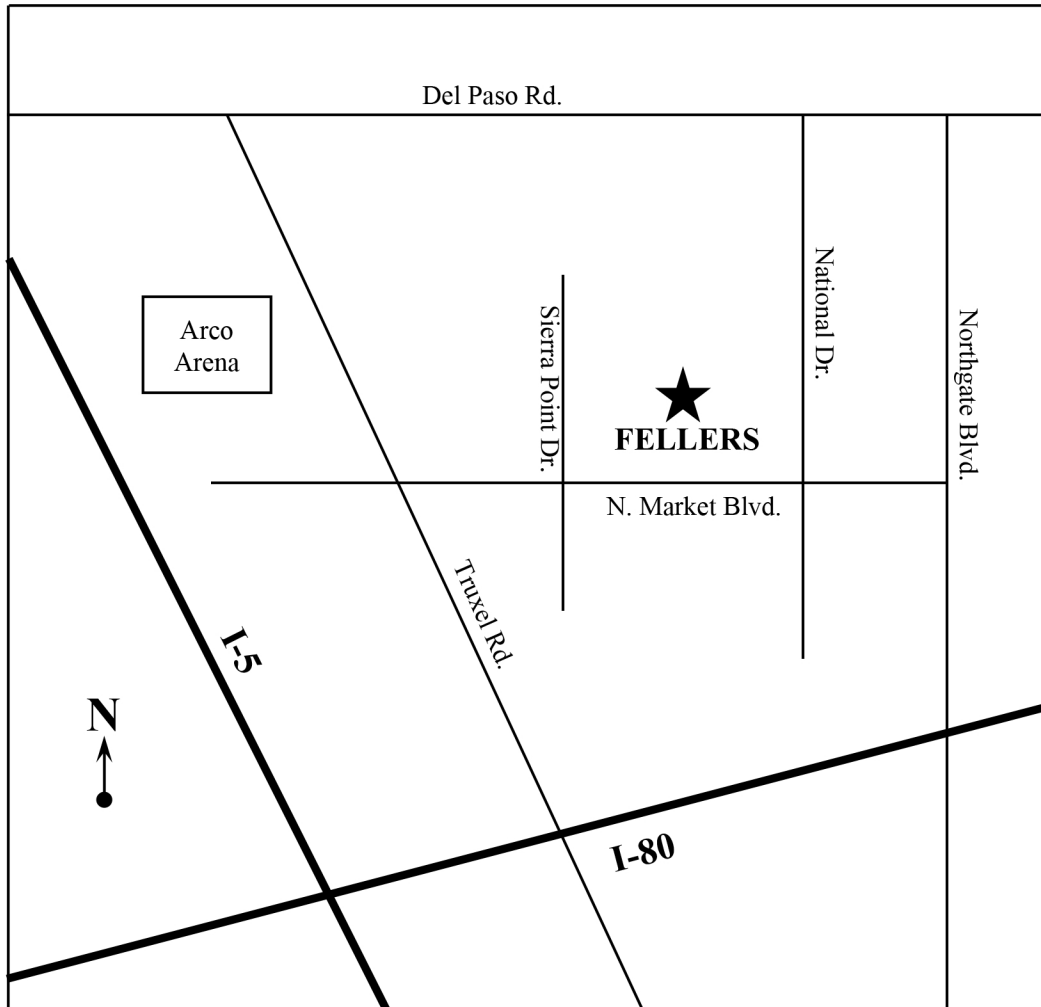 Del Paso Rd.
Arco
Arena
Sierra Point Dr.
National Dr.
Northgate Blvd.
FELLERS
N. Market Blvd.
Truxel Rd.
I-5
N
I-80